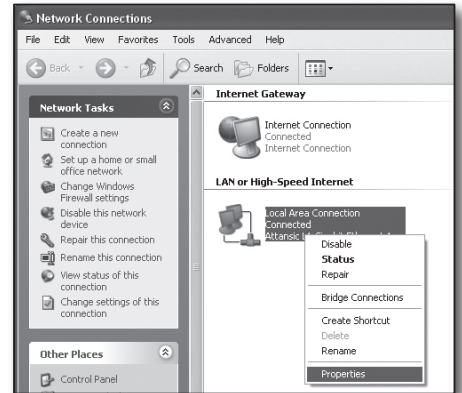 Network Connections
File Edit View Favorites Tools Advanced Help
Back Search Folders
Network Tasks
Create a new
connection
Set up a home or small
office network
Change Windows
Firewall settings
Disable this network
device
Repair this connection
Rename this connection
View status of this
connection
Change settings of this
connection
Other Places
Control Panel
Internet Gateway
Internet Connection
Connected
Internet Connection
LAN or High-Speed Internet
Local Area Connection
Connected
Attansic
Disable
Status
Repair
Bridge Connections
Create Shortcut
Delete
Rename
Properties